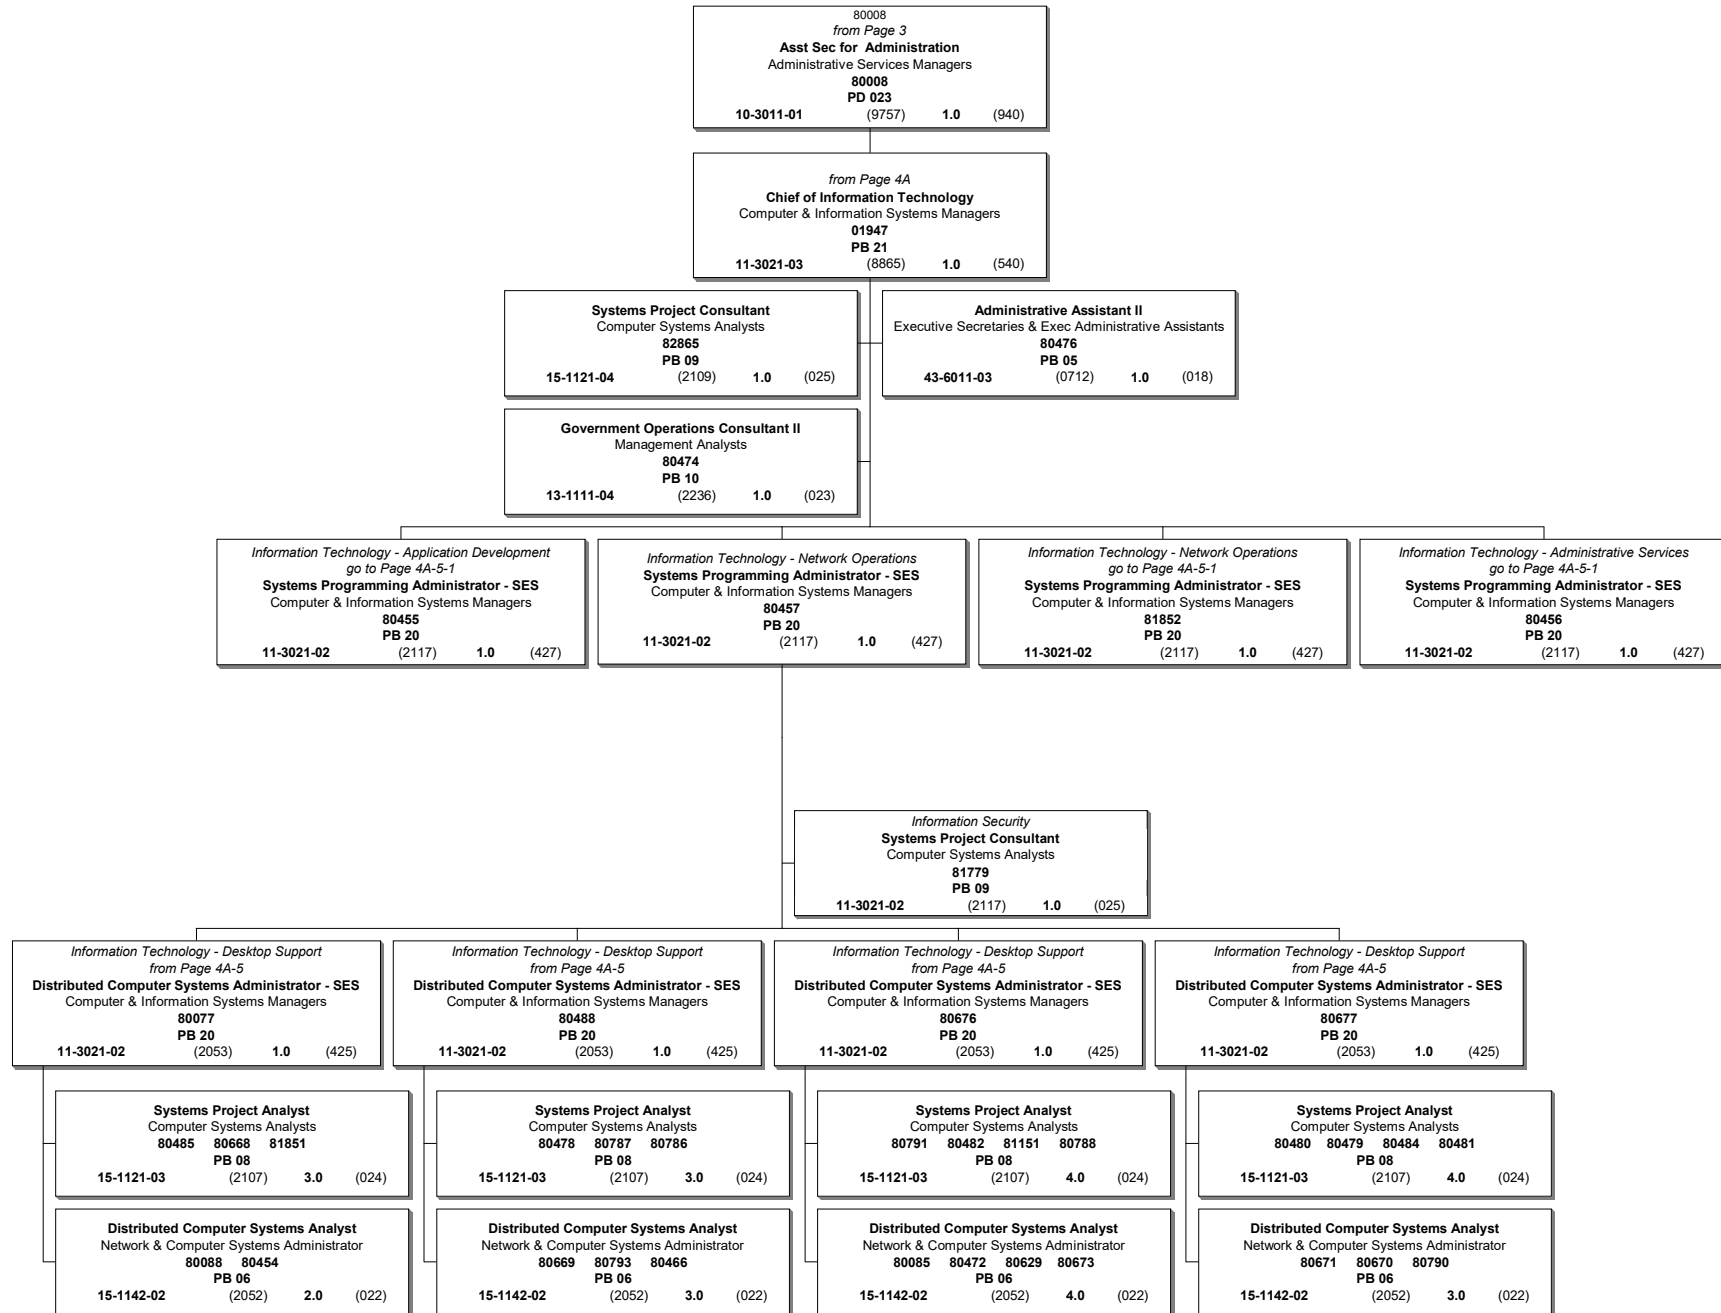 80008
from Page 3
Asst Sec for Administration
Administrative Services Managers
80008
PD 023
10-3011-01 (9757) 1.0 (940)
from Page 4A
Chief of Information Technology
Computer & Information Systems Managers
01947
PB 21
11-3021-03 (8865) 1.0 (540)
Systems Project Consultant
Computer Systems Analysts
82865
PB 09
15-1121-04 (2109) 1.0 (025)
Administrative Assistant II
Executive Secretaries & Exec Administrative Assistants
80476
PB 05
43-6011-03 (0712) 1.0 (018)
Government Operations Consultant II
Management Analysts
80474
PB 10
13-1111-04 (2236) 1.0 (023)
Information Technology - Application Development
go to Page 4A-5-1
Systems Programming Administrator - SES
Computer & Information Systems Managers
80455
PB 20
11-3021-02 (2117) 1.0 (427)
Information Technology - Network Operations
Systems Programming Administrator - SES
Computer & Information Systems Managers
80457
PB 20
11-3021-02 (2117) 1.0 (427)
Information Technology - Network Operations
go to Page 4A-5-1
Systems Programming Administrator - SES
Computer & Information Systems Managers
81852
PB 20
11-3021-02 (2117) 1.0 (427)
Information Technology - Administrative Services
go to Page 4A-5-1
Systems Programming Administrator - SES
Computer & Information Systems Managers
80456
PB 20
11-3021-02 (2117) 1.0 (427)
Information Security
Systems Project Consultant
Computer Systems Analysts
81779
PB 09
11-3021-02 (2117) 1.0 (025)
Information Technology - Desktop Support
from Page 4A-5
Distributed Computer Systems Administrator - SES
Computer & Information Systems Managers
80077
PB 20
11-3021-02 (2053) 1.0 (425)
Information Technology - Desktop Support
from Page 4A-5
Distributed Computer Systems Administrator - SES
Computer & Information Systems Managers
80488
PB 20
11-3021-02 (2053) 1.0 (425)
Information Technology - Desktop Support
from Page 4A-5
Distributed Computer Systems Administrator - SES
Computer & Information Systems Managers
80676
PB 20
11-3021-02 (2053) 1.0 (425)
Information Technology - Desktop Support
from Page 4A-5
Distributed Computer Systems Administrator - SES
Computer & Information Systems Managers
80677
PB 20
11-3021-02 (2053) 1.0 (425)
Systems Project Analyst
Computer Systems Analysts
80485 80668 81851
PB 08
15-1121-03 (2107) 3.0 (024)
Systems Project Analyst
Computer Systems Analysts
80478 80787 80786
PB 08
15-1121-03 (2107) 3.0 (024)
Systems Project Analyst
Computer Systems Analysts
80791 80482 81151 80788
PB 08
15-1121-03 (2107) 4.0 (024)
Systems Project Analyst
Computer Systems Analysts
80480 80479 80484 80481
PB 08
15-1121-03 (2107) 4.0 (024)
Distributed Computer Systems Analyst
Network & Computer Systems Administrator
80088 80454
PB 06
15-1142-02 (2052) 2.0 (022)
Distributed Computer Systems Analyst
Network & Computer Systems Administrator
80669 80793 80466
PB 06
15-1142-02 (2052) 3.0 (022)
Distributed Computer Systems Analyst
Network & Computer Systems Administrator
80085 80472 80629 80673
PB 06
15-1142-02 (2052) 4.0 (022)
Distributed Computer Systems Analyst
Network & Computer Systems Administrator
80671 80670 80790
PB 06
15-1142-02 (2052) 3.0 (022)